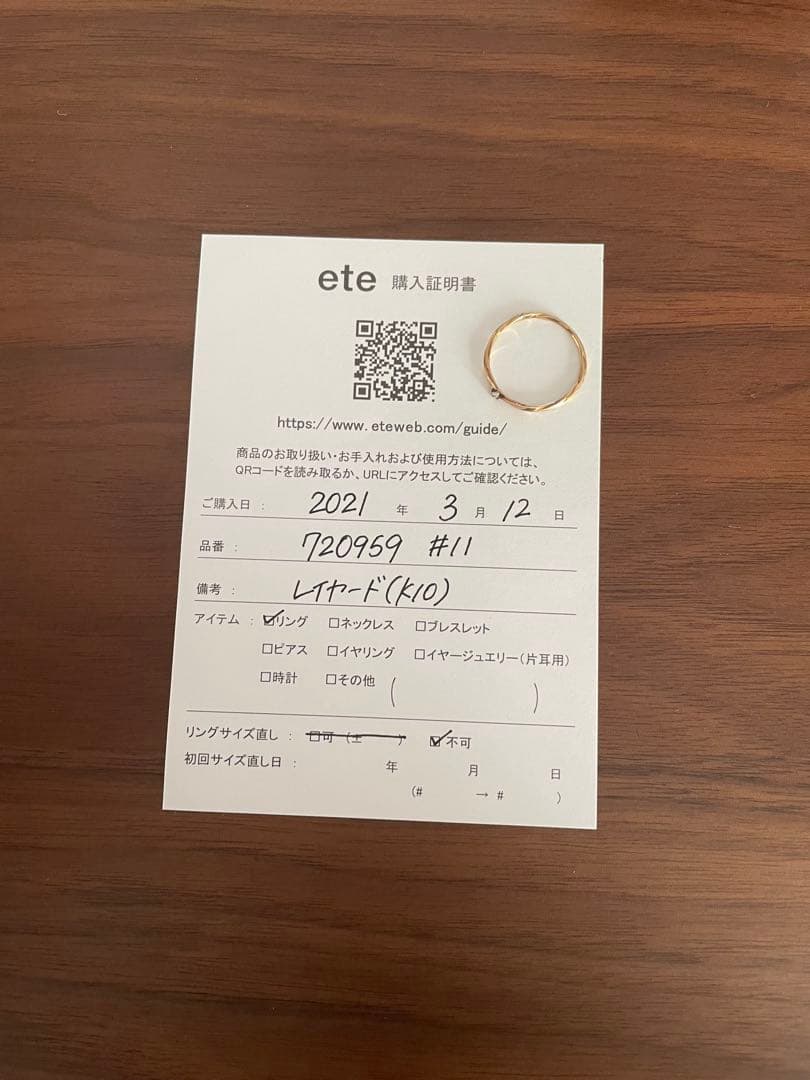 ete 購入証明書
https://www.eteweb.com/guide/
商品のお取り扱い・お手入れおよび使用方法については、
QRコードを読み取るか、URLにアクセスしてご確認ください。
ご購入日 : 2021 年 3 月 12 日
品番 : 720959 #11
備考 : レイヤード(K10)
アイテム : ☑リング □ネックレス □ブレスレット
□ピアス □イヤリング □イヤージュエリー(片耳用)
□時計 □その他 ( )
リングサイズ直し : □可 (± ) ☑不可
初回サイズ直し日 : 年 月 日
(# → # )